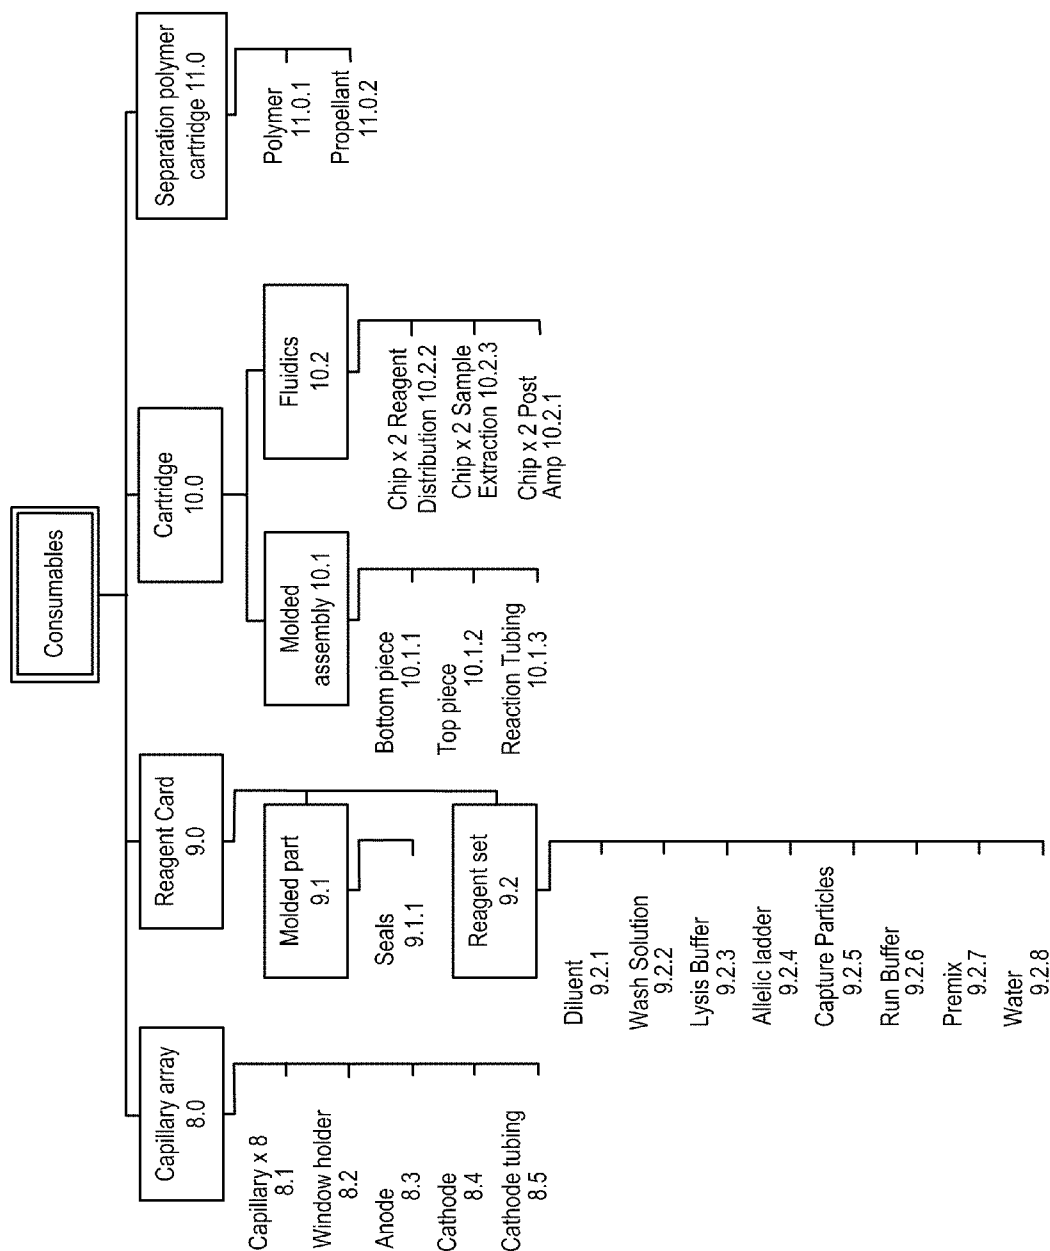 Consumables
Capillary array
8.0
Capillary x 8
8.1
Window holder
8.2
Anode
8.3
Cathode
8.4
Cathode tubing
8.5
Reagent Card
9.0
Molded part
9.1
Seals
9.1.1
Reagent set
9.2
Diluent
9.2.1
Wash Solution
9.2.2
Lysis Buffer
9.2.3
Allelic ladder
9.2.4
Capture Particles
9.2.5
Run Buffer
9.2.6
Premix
9.2.7
Water
9.2.8
Cartridge
10.0
Molded
assembly 10.1
Bottom piece
10.1.1
Top piece
10.1.2
Reaction Tubing
10.1.3
Fluidics
10.2
Chip x 2 Reagent
Distribution 10.2.2
Chip x 2 Sample
Extraction 10.2.3
Chip x 2 Post
Amp 10.2.1
Separation polymer
cartridge 11.0
Polymer
11.0.1
Propellant
11.0.2